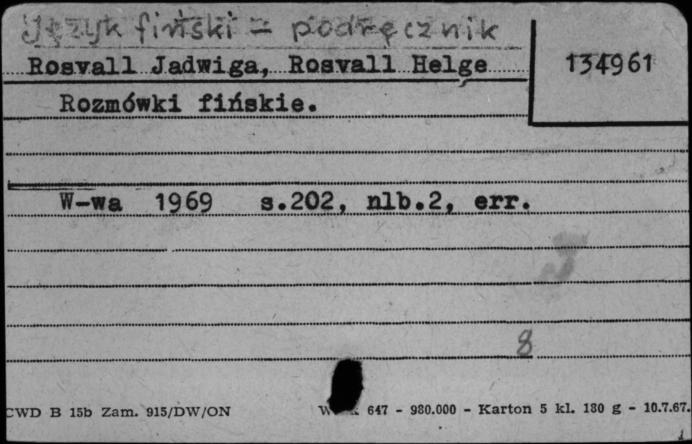 Język fiński - podręcznik
Rosvall Jadwiga, Rosvall Helge
134961
Rozmówki fińskie.
W-wa 1969 s.202, nlb.2, err.
8
CWD B 15b Zam. 915/DW/ON
647 - 980.000 - Karton 5 kl. 180 g - 10.7.67.